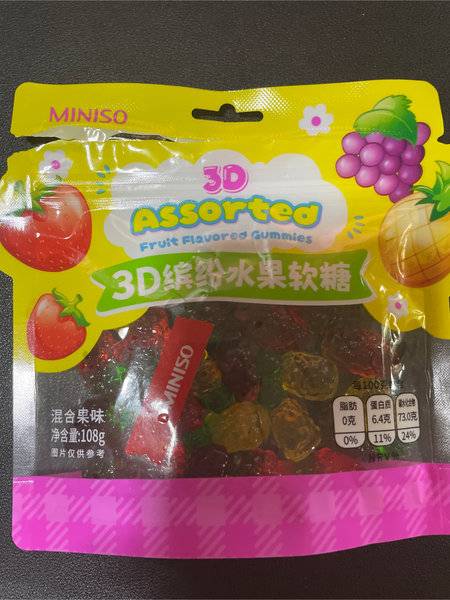 MINISO
3D
Assorted
Fruit Flavored Gummies
3D缤纷水果软糖
MINISO
混合果味
净含量:108g
图片仅供参考
每100克
脂肪 蛋白质 碳水化合物
0克 6.4克 73.0克
0% 11% 24%